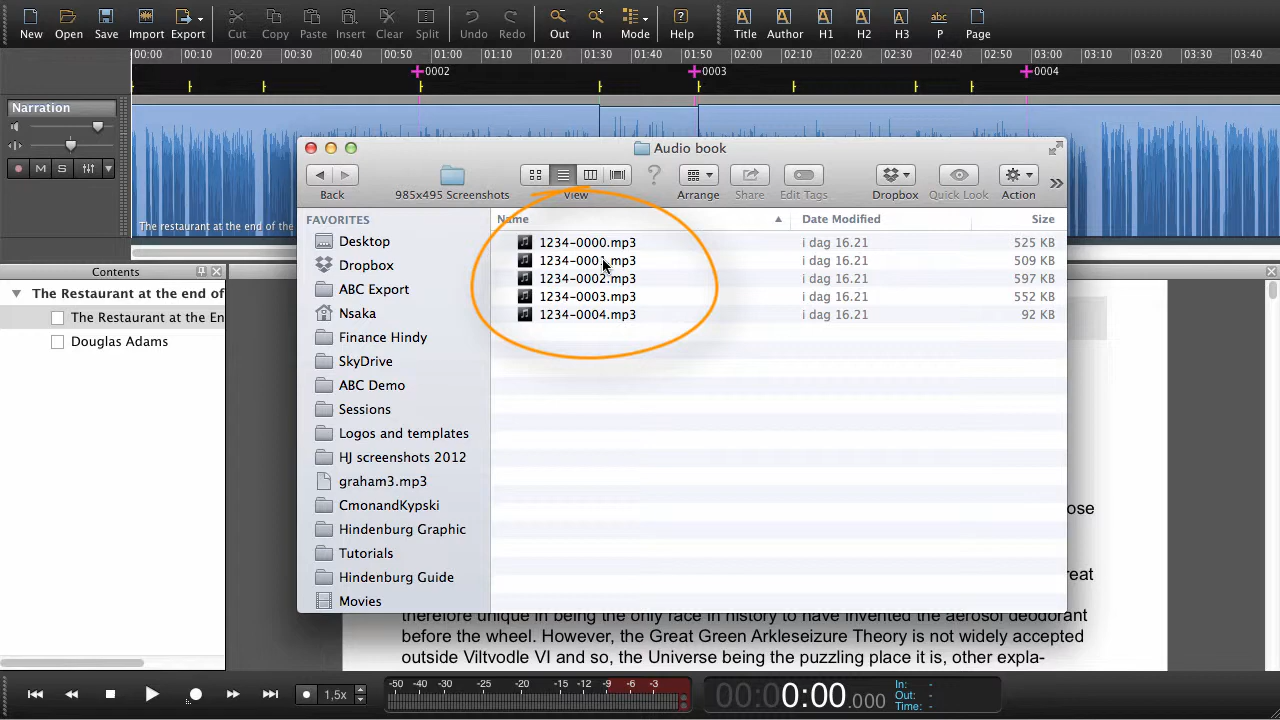 New Open Save Import Export Cut Copy Paste Insert Clear Split Undo Redo Out In Mode ? Help A Title A Author A H1 A H2 A H3 abc P Page
00:00 00:10 00:20 00:30 00:40 00:50 01:00 01:10 01:20 01:30 01:40 01:50 02:00 02:10 02:20 02:30 02:40 02:50 03:00 03:10 03:20 03:30 03:40
0002 0003 0004
Narration
M S
The restaurant at the end of the
Audio book
Back 985x495 Screenshots View ? Arrange Share Edit Tags Dropbox Quick Look Action
FAVORITES
Desktop
Dropbox
ABC Export
Nsaka
Finance Hindy
SkyDrive
ABC Demo
Sessions
Logos and templates
HJ screenshots 2012
graham3.mp3
CmonandKypski
Hindenburg Graphic
Tutorials
Hindenburg Guide
Movies
Name Date Modified Size
1234-0000.mp3 i dag 16.21 525 KB
1234-0001.mp3 i dag 16.21 509 KB
1234-0002.mp3 i dag 16.21 597 KB
1234-0003.mp3 i dag 16.21 552 KB
1234-0004.mp3 i dag 16.21 92 KB
Contents
The Restaurant at the end of
The Restaurant at the En
Douglas Adams
ose
reat
therefore unique in being the only race in history to have invented the aerosol deodorant
before the wheel. However, the Great Green Arkleseizure Theory is not widely accepted
outside Viltvodle VI and so, the Universe being the puzzling place it is, other expla-
1,5x
-50 -40 -30 -25 -20 -15 -12 -9 -6 -3
00:00:00.000
In: -
Out: -
Time: -